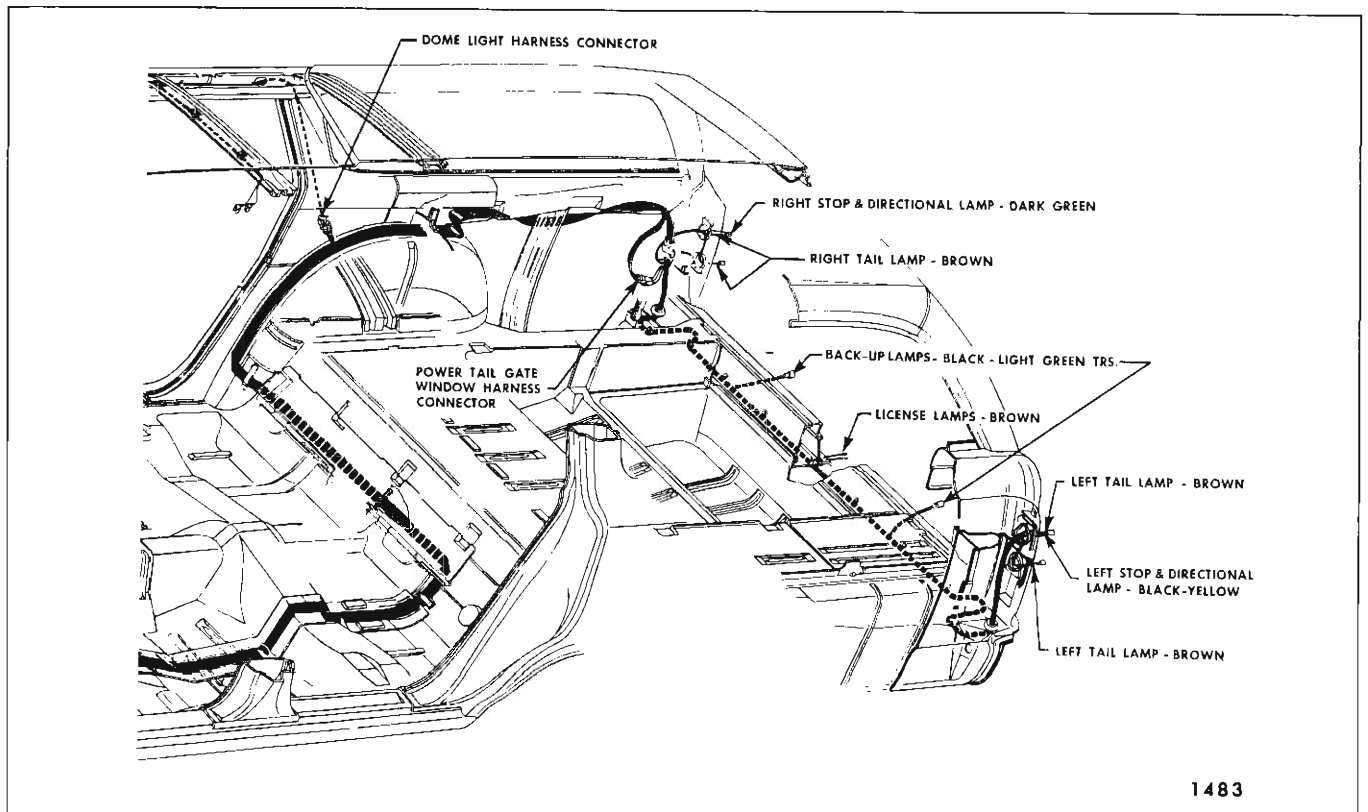 DOME LIGHT HARNESS CONNECTOR
RIGHT STOP & DIRECTIONAL LAMP - DARK GREEN
RIGHT TAIL LAMP - BROWN
BACK-UP LAMPS- BLACK - LIGHT GREEN TRS.
POWER TAIL GATE
WINDOW HARNESS
CONNECTOR
LICENSE LAMPS - BROWN
LEFT TAIL LAMP - BROWN
LEFT STOP & DIRECTIONAL
LAMP - BLACK-YELLOW
LEFT TAIL LAMP - BROWN
1483